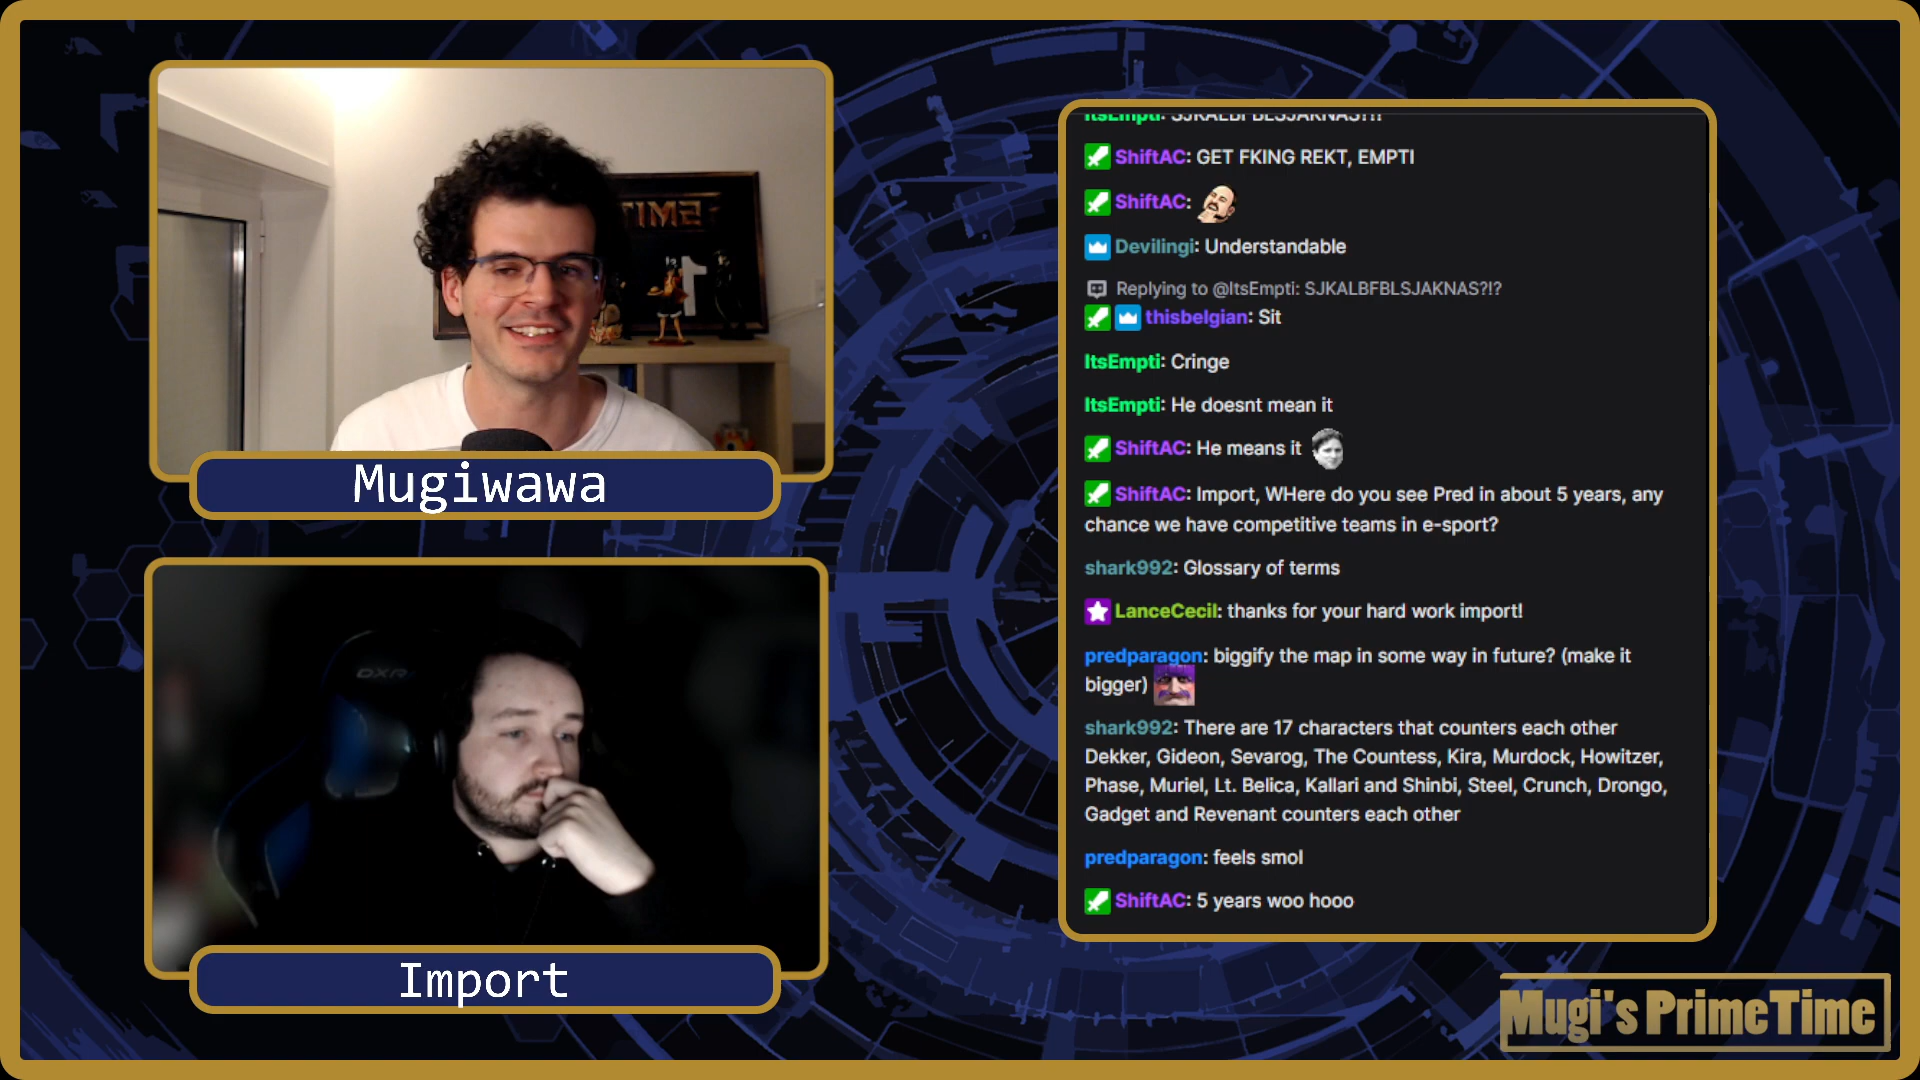 Mugiwawa
DXR
Import
ItsEmpti: SJKALBFBLSJAKNAS?!?
ShiftAC: GET FKING REKT, EMPTI
ShiftAC:
Devilingi: Understandable
Replying to @ItsEmpti: SJKALBFBLSJAKNAS?!?
thisbelgian: Sit
ItsEmpti: Cringe
ItsEmpti: He doesnt mean it
ShiftAC: He means it
ShiftAC: Import, WHere do you see Pred in about 5 years, any
chance we have competitive teams in e-sport?
shark992: Glossary of terms
LanceCecil: thanks for your hard work import!
predparagon: biggify the map in some way in future? (make it
bigger)
shark992: There are 17 characters that counters each other
Dekker, Gideon, Sevarog, The Countess, Kira, Murdock, Howitzer,
Phase, Muriel, Lt. Belica, Kallari and Shinbi, Steel, Crunch, Drongo,
Gadget and Revenant counters each other
predparagon: feels smol
ShiftAC: 5 years woo hooo
Mugi's PrimeTime